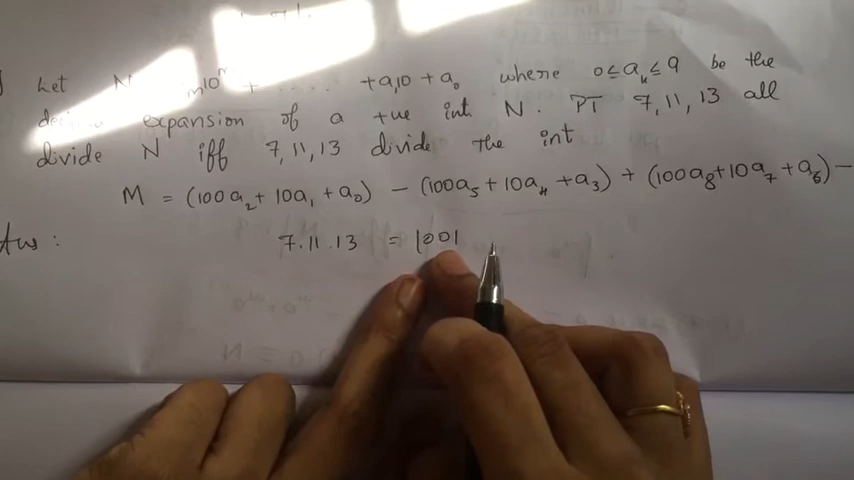 Let N 10ⁿ + ..... + a₁10 + a₀ where 0 ≤ aₖ ≤ 9 be the
expansion of a +ve int N. PT 7, 11, 13 all
divide N iff 7, 11, 13 divide the int
M = (100a₂ + 10a₁ + a₀) − (100a₅ + 10a₄ + a₃) + (100a₈ + 10a₇ + a₆) −
Ans : 7.11.13 = 1001